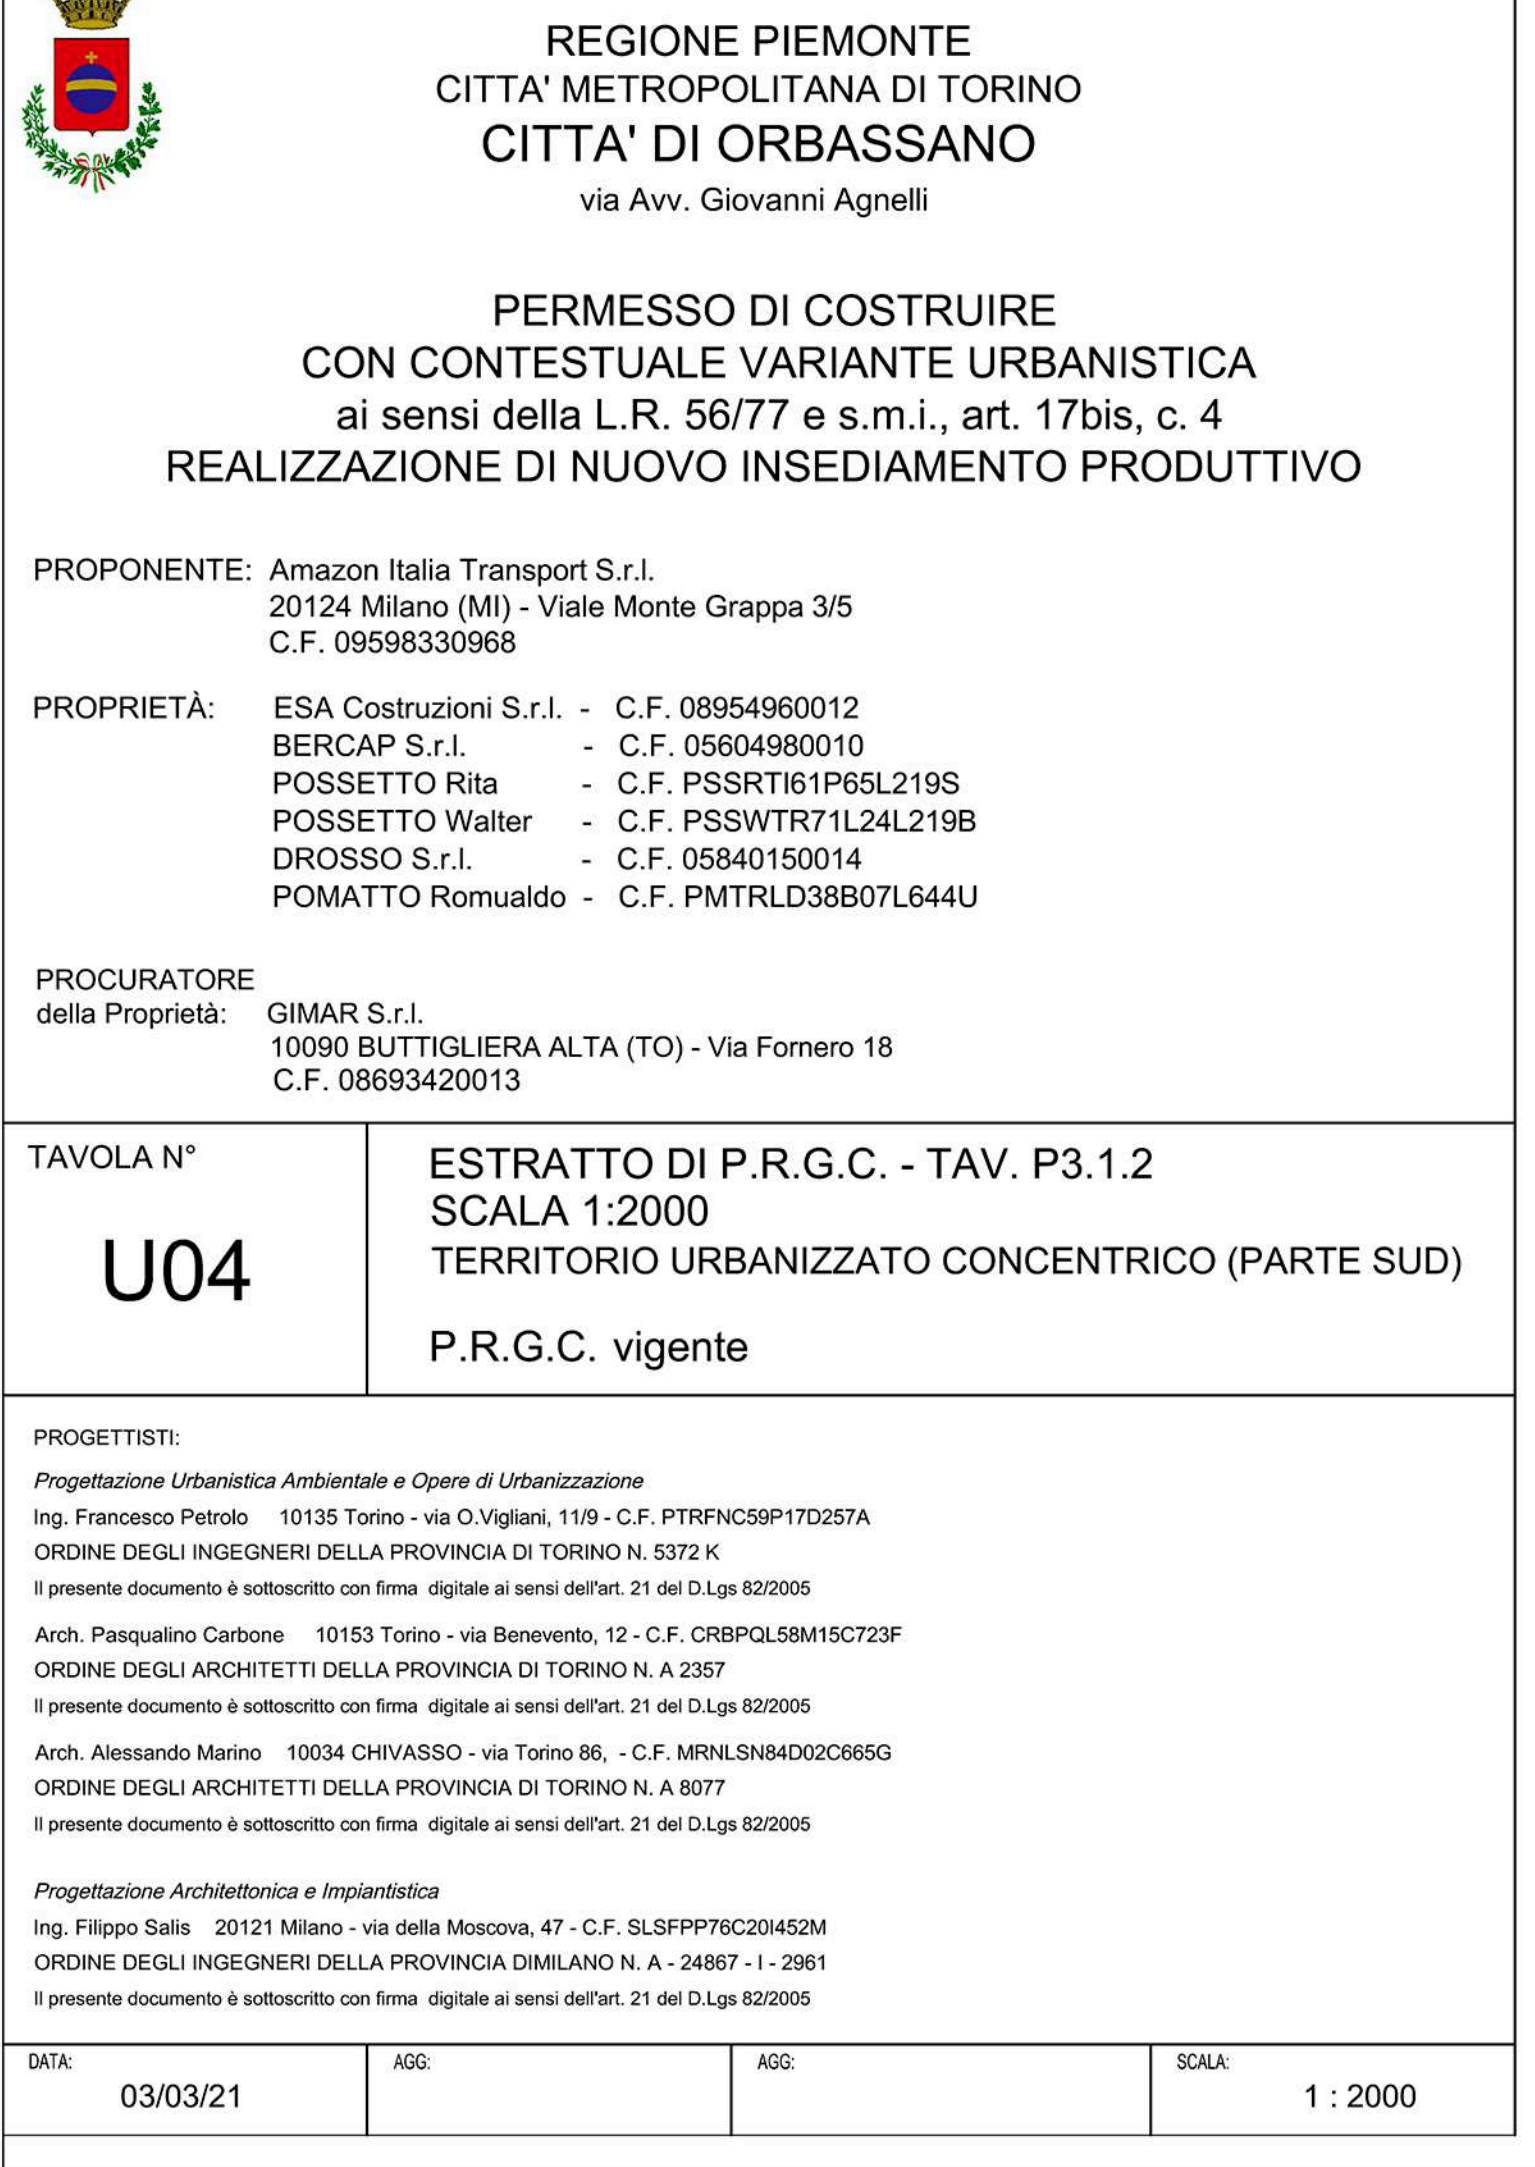 REGIONE PIEMONTE
CITTA' METROPOLITANA DI TORINO
CITTA' DI ORBASSANO
via Avv. Giovanni Agnelli
PERMESSO DI COSTRUIRE
CON CONTESTUALE VARIANTE URBANISTICA
ai sensi della L.R. 56/77 e s.m.i., art. 17bis, c. 4
REALIZZAZIONE DI NUOVO INSEDIAMENTO PRODUTTIVO
PROPONENTE: Amazon Italia Transport S.r.l.
20124 Milano (MI) - Viale Monte Grappa 3/5
C.F. 09598330968
PROPRIETÀ: ESA Costruzioni S.r.l. - C.F. 08954960012
BERCAP S.r.l. - C.F. 05604980010
POSSETTO Rita - C.F. PSSRTI61P65L219S
POSSETTO Walter - C.F. PSSWTR71L24L219B
DROSSO S.r.l. - C.F. 05840150014
POMATTO Romualdo - C.F. PMTRLD38B07L644U
PROCURATORE
della Proprietà: GIMAR S.r.l.
10090 BUTTIGLIERA ALTA (TO) - Via Fornero 18
C.F. 08693420013
TAVOLA N°
U04
ESTRATTO DI P.R.G.C. - TAV. P3.1.2
SCALA 1:2000
TERRITORIO URBANIZZATO CONCENTRICO (PARTE SUD)
P.R.G.C. vigente
PROGETTISTI:
Progettazione Urbanistica Ambientale e Opere di Urbanizzazione
Ing. Francesco Petrolo 10135 Torino - via O.Vigliani, 11/9 - C.F. PTRFNC59P17D257A
ORDINE DEGLI INGEGNERI DELLA PROVINCIA DI TORINO N. 5372 K
Il presente documento è sottoscritto con firma digitale ai sensi dell'art. 21 del D.Lgs 82/2005
Arch. Pasqualino Carbone 10153 Torino - via Benevento, 12 - C.F. CRBPQL58M15C723F
ORDINE DEGLI ARCHITETTI DELLA PROVINCIA DI TORINO N. A 2357
Il presente documento è sottoscritto con firma digitale ai sensi dell'art. 21 del D.Lgs 82/2005
Arch. Alessando Marino 10034 CHIVASSO - via Torino 86, - C.F. MRNLSN84D02C665G
ORDINE DEGLI ARCHITETTI DELLA PROVINCIA DI TORINO N. A 8077
Il presente documento è sottoscritto con firma digitale ai sensi dell'art. 21 del D.Lgs 82/2005
Progettazione Architettonica e Impiantistica
Ing. Filippo Salis 20121 Milano - via della Moscova, 47 - C.F. SLSFPP76C20I452M
ORDINE DEGLI INGEGNERI DELLA PROVINCIA DIMILANO N. A - 24867 - I - 2961
Il presente documento è sottoscritto con firma digitale ai sensi dell'art. 21 del D.Lgs 82/2005
DATA: AGG: AGG: SCALA:
03/03/21 1 : 2000